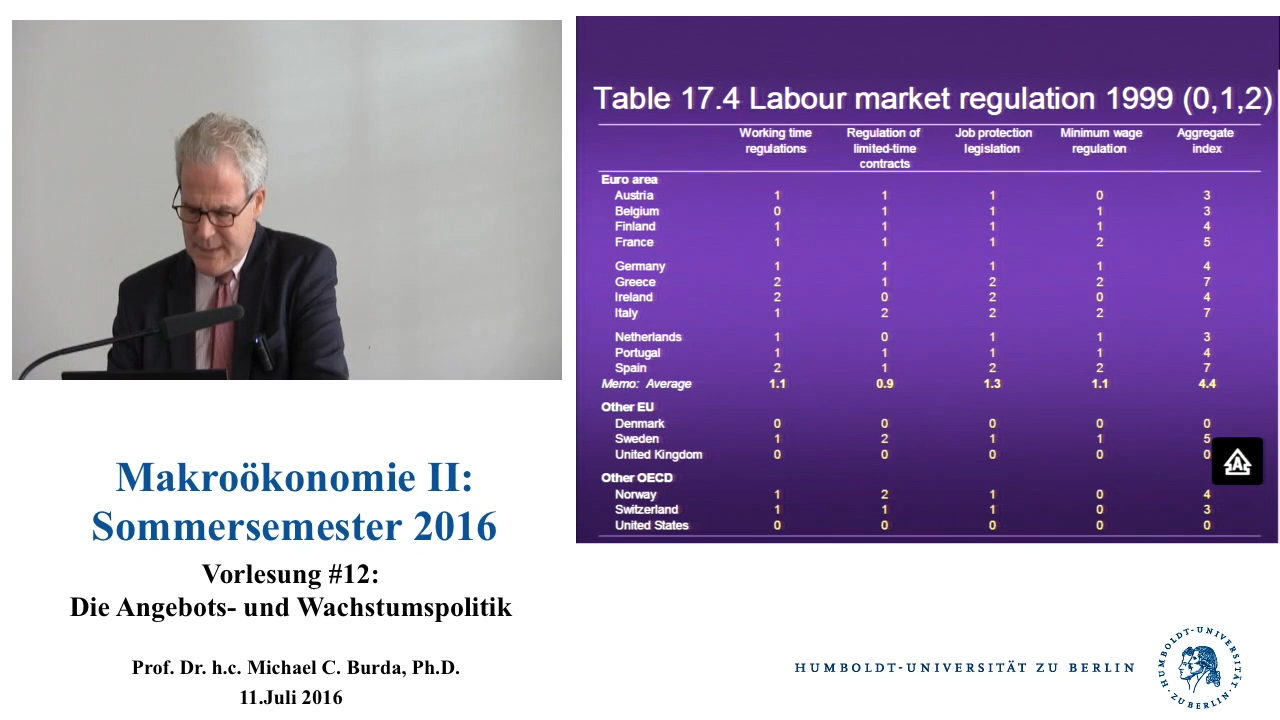 Table 17.4 Labour market regulation 1999 (0,1,2)
Working time regulations Regulation of limited-time contracts Job protection legislation Minimum wage regulation Aggregate index
Euro area
Austria 1 1 1 0 3
Belgium 0 1 1 1 3
Finland 1 1 1 1 4
France 1 1 1 2 5
Germany 1 1 1 1 4
Greece 2 1 2 2 7
Ireland 2 0 2 0 4
Italy 1 2 2 2 7
Netherlands 1 0 1 1 3
Portugal 1 1 1 1 4
Spain 2 1 2 2 7
Memo: Average 1.1 0.9 1.3 1.1 4.4
Other EU
Denmark 0 0 0 0 0
Sweden 1 2 1 1 5
United Kingdom 0 0 0 0 0
Other OECD
Norway 1 2 1 0 4
Switzerland 1 1 1 0 3
United States 0 0 0 0 0
A
Makroökonomie II:
Sommersemester 2016
Vorlesung #12:
Die Angebots- und Wachstumspolitik
Prof. Dr. h.c. Michael C. Burda, Ph.D.
11.Juli 2016
HUMBOLDT-UNIVERSITÄT ZU BERLIN
HUMBOLDT-UNIVERSITÄT · ZU BERLIN ·